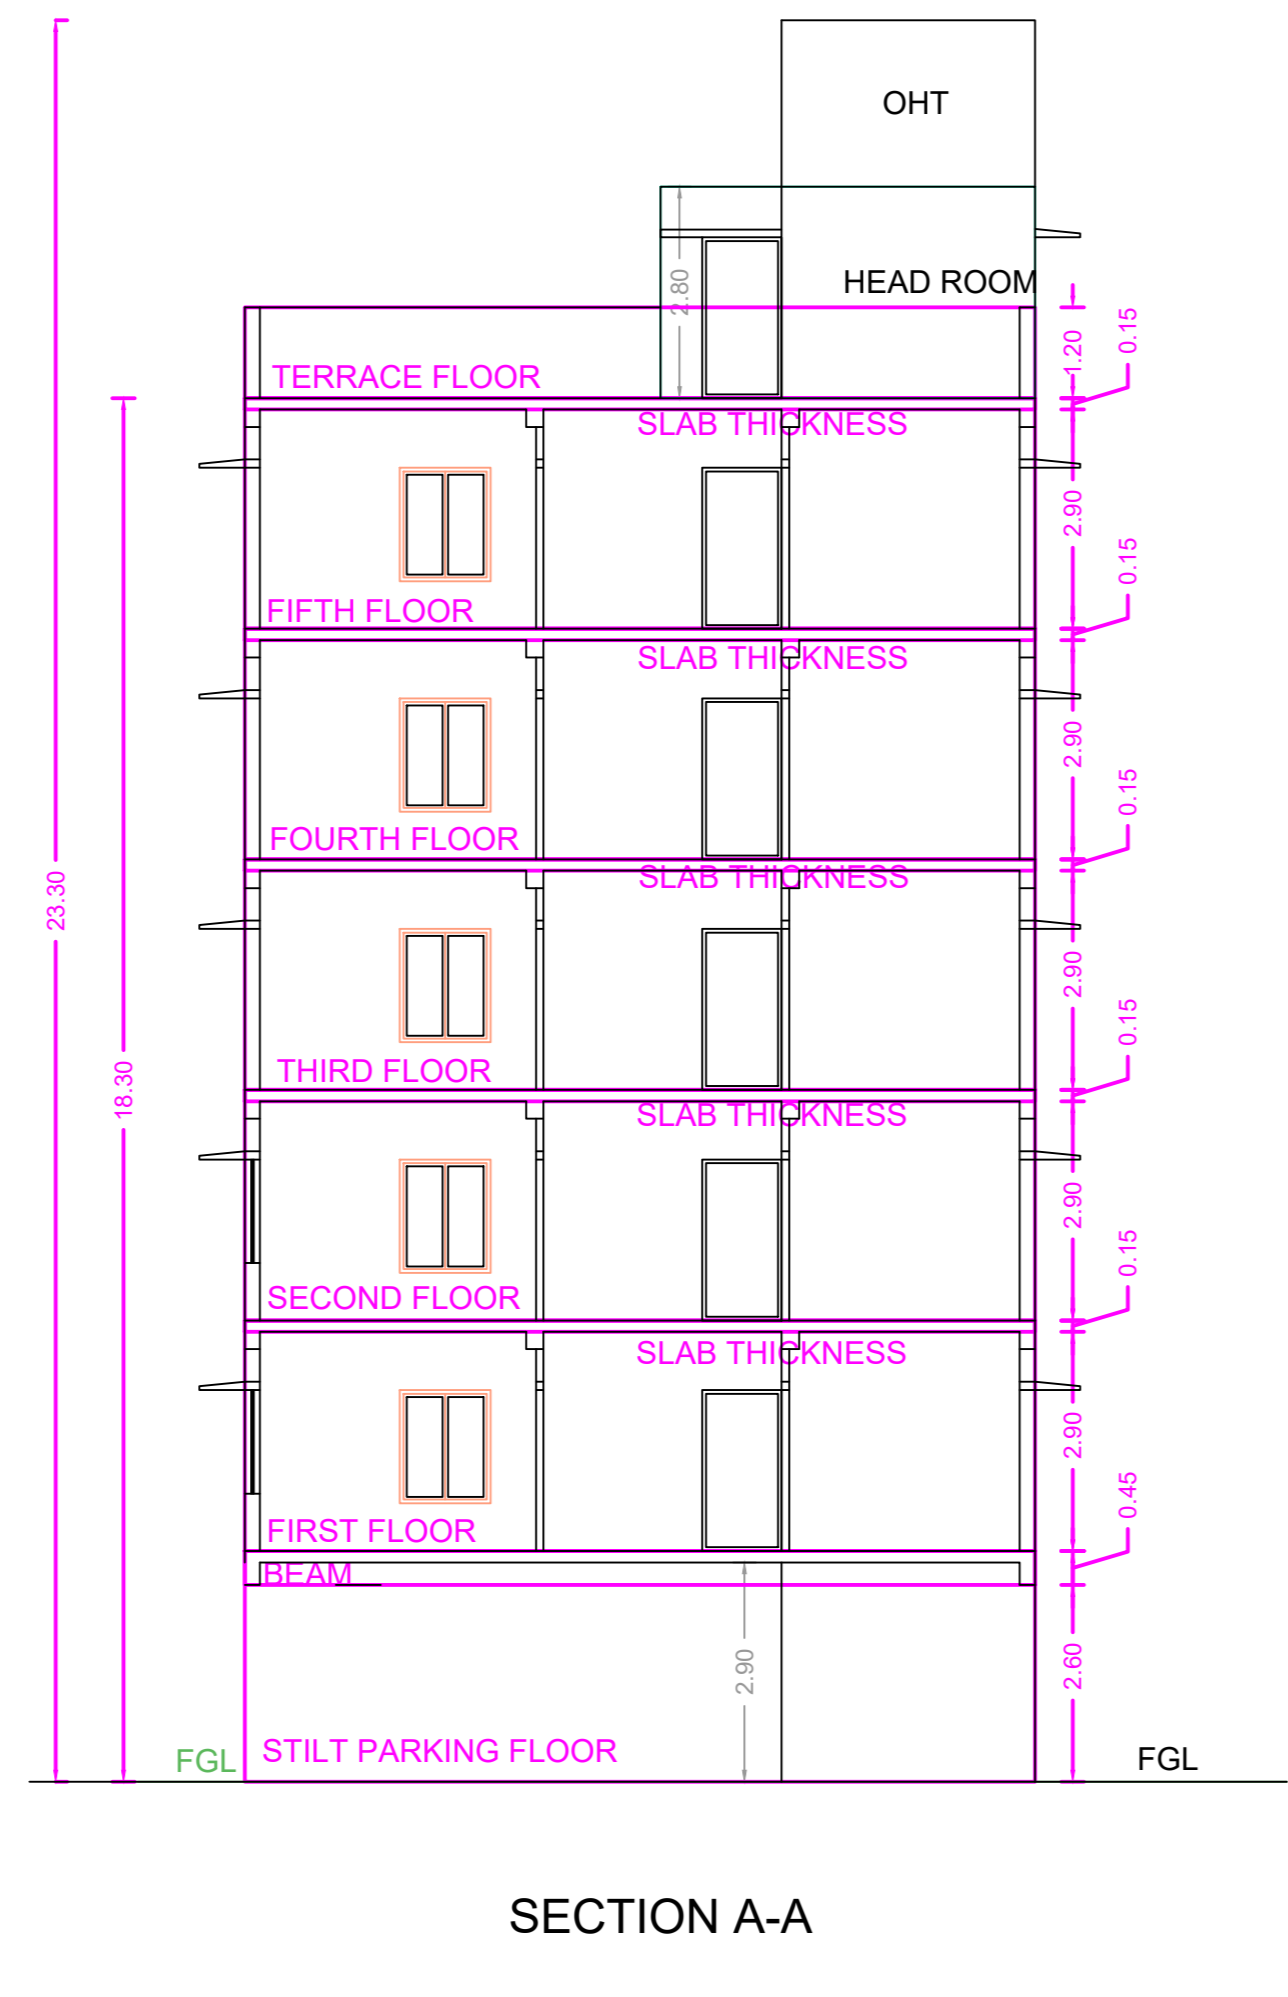 OHT
HEAD ROOM
2.80
1.20
0.15
TERRACE FLOOR
SLAB THICKNESS
2.90
0.15
FIFTH FLOOR
SLAB THICKNESS
2.90
0.15
FOURTH FLOOR
SLAB THICKNESS
23.30
2.90
0.15
THIRD FLOOR
18.30
SLAB THICKNESS
2.90
0.15
SECOND FLOOR
SLAB THICKNESS
2.90
0.45
FIRST FLOOR
BEAM
2.90
2.60
STILT PARKING FLOOR
FGL
FGL
SECTION A-A